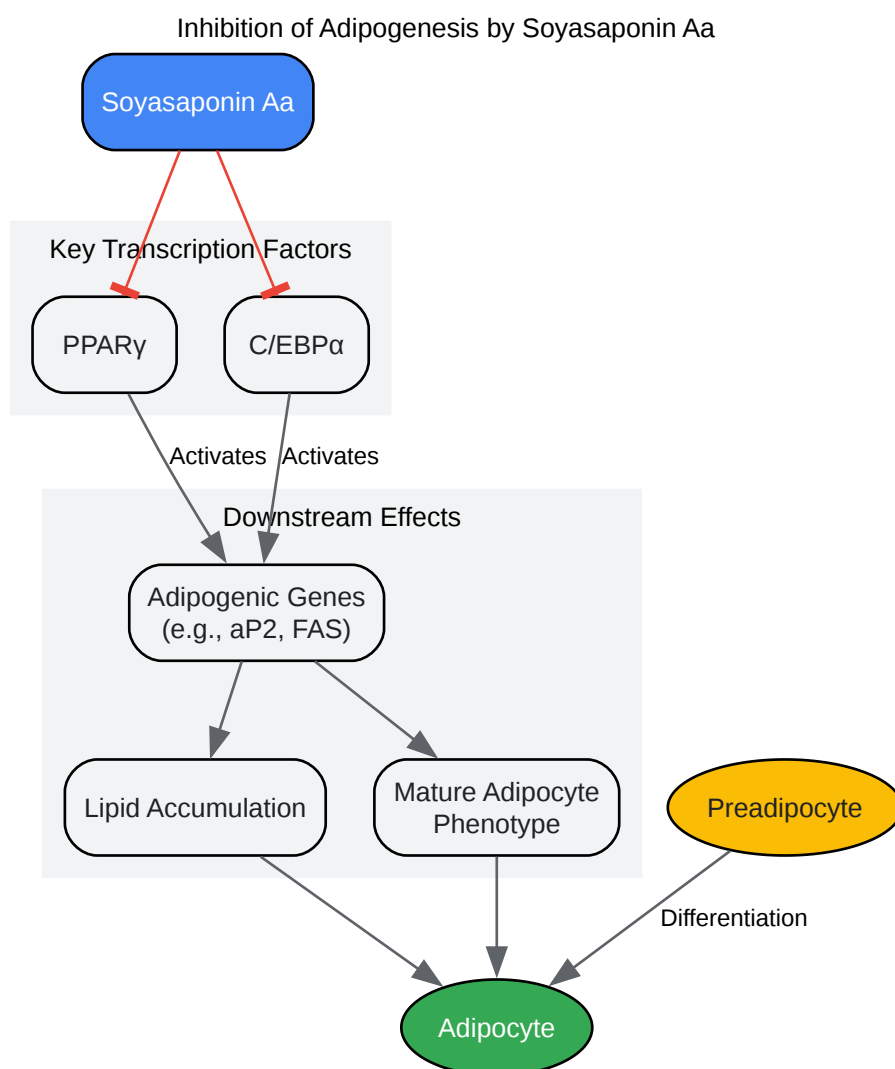 Inhibition of Adipogenesis by Soyasaponin Aa
Soyasaponin Aa
Key Transcription Factors
PPARγ
C/EBPα
Activates
Activates
Downstream Effects
Adipogenic Genes
(e.g., aP2, FAS)
Lipid Accumulation
Mature Adipocyte
Phenotype
Preadipocyte
Differentiation
Adipocyte